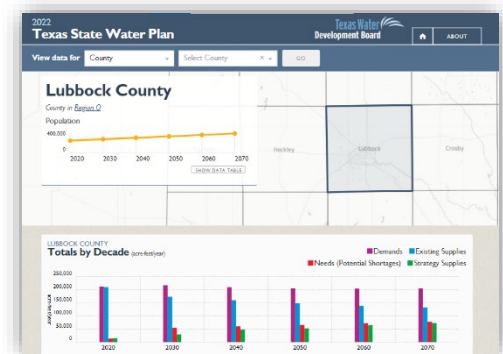 2022
Texas State Water Plan
Texas Water
Development Board
ABOUT
View data for County Select County × GO
Lubbock County
County in Region O
Population
400,000
0
2020 2030 2040 2050 2060 2070
SHOW DATA TABLE
Hockley Lubbock Crosby
LUBBOCK COUNTY
Totals by Decade (acre-feet/year)
Demands Existing Supplies
Needs (Potential Shortages) Strategy Supplies
250,000
200,000
150,000
100,000
50,000
0
2020 2030 2040 2050 2060 2070